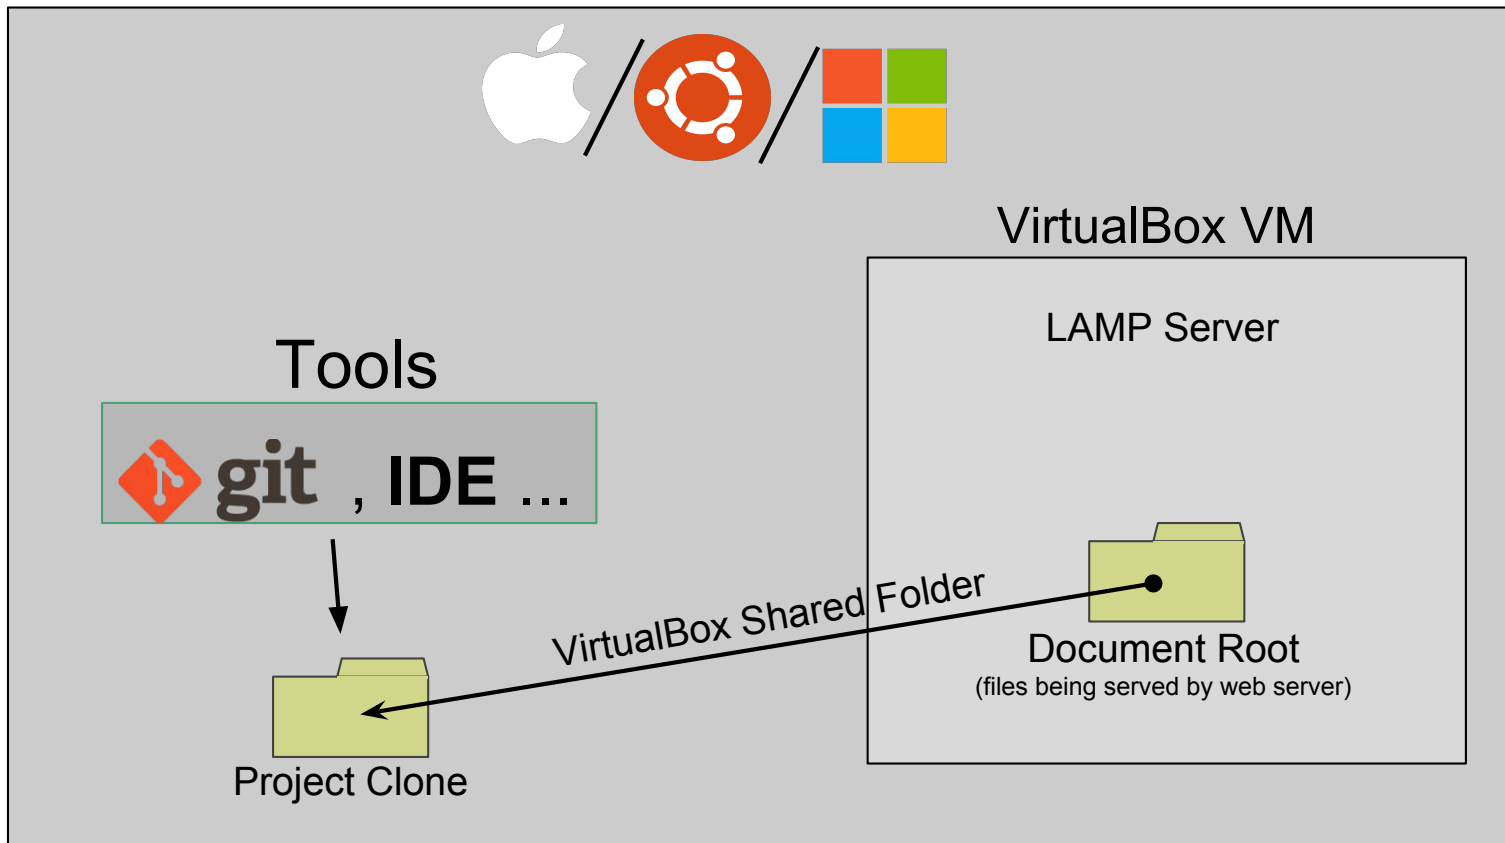 VirtualBox VM
LAMP Server
Tools
git , IDE ...
VirtualBox Shared Folder
Document Root
(files being served by web server)
Project Clone